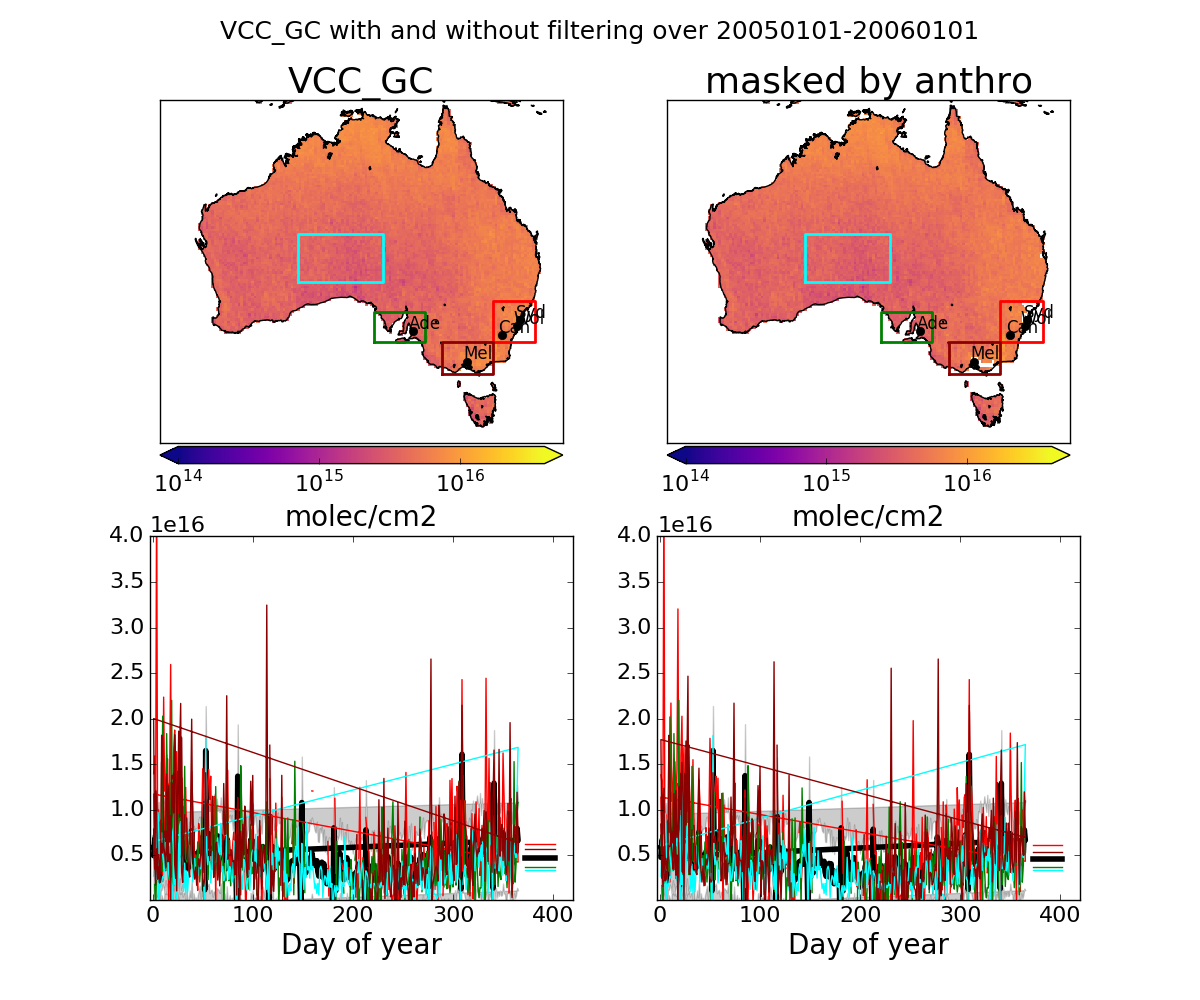 VCC_GC with and without filtering over 20050101-20060101
VCC_GC
masked by anthro
Ade
Mel
Can
Syd
Wol
Ade
Mel
Can
Syd
Wol
10^14 10^15 10^16
10^14 10^15 10^16
molec/cm2
molec/cm2
1e16
4.0
3.5
3.0
2.5
2.0
1.5
1.0
0.5
0 100 200 300 400
Day of year
1e16
4.0
3.5
3.0
2.5
2.0
1.5
1.0
0.5
0 100 200 300 400
Day of year